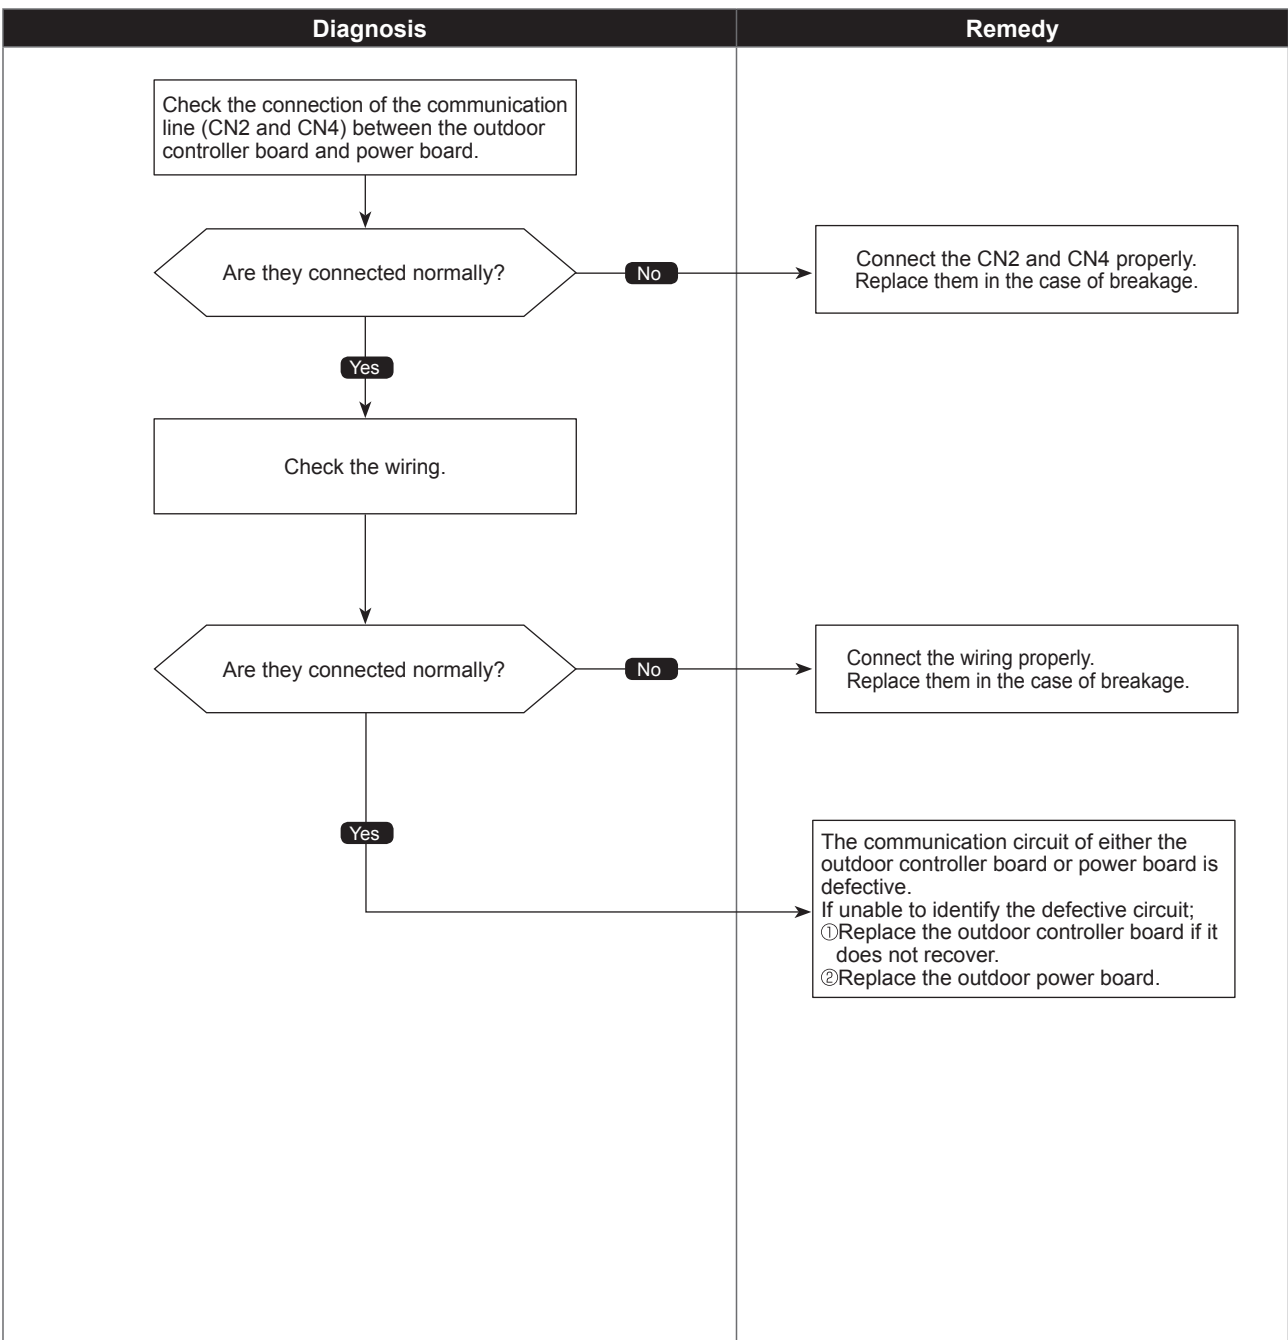 Diagnosis
Remedy
Check the connection of the communication
line (CN2 and CN4) between the outdoor
controller board and power board.
Are they connected normally?
No
Connect the CN2 and CN4 properly.
Replace them in the case of breakage.
Yes
Check the wiring.
Are they connected normally?
No
Connect the wiring properly.
Replace them in the case of breakage.
Yes
The communication circuit of either the
outdoor controller board or power board is
defective.
If unable to identify the defective circuit;
①Replace the outdoor controller board if it
does not recover.
②Replace the outdoor power board.